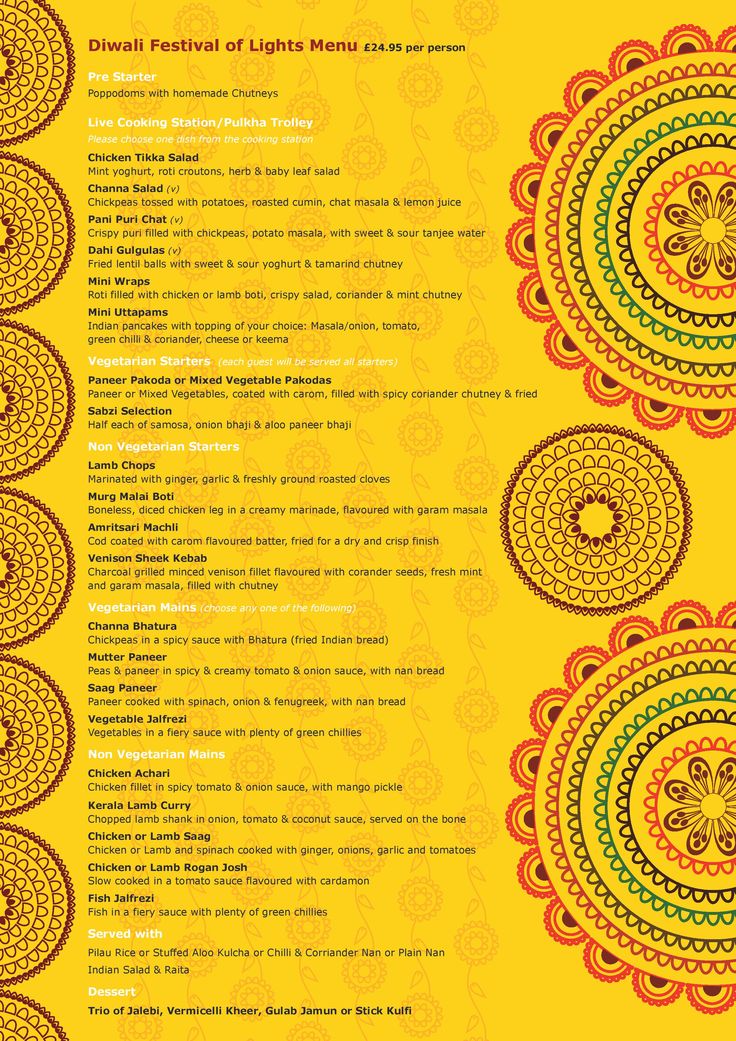 Diwali Festival of Lights Menu £24.95 per person
Pre Starter
Poppodoms with homemade Chutneys
Live Cooking Station/Pulkha Trolley
Please choose one dish from the cooking station
Chicken Tikka Salad
Mint yoghurt, roti croutons, herb & baby leaf salad
Channa Salad (v)
Chickpeas tossed with potatoes, roasted cumin, chat masala & lemon juice
Pani Puri Chat (v)
Crispy puri filled with chickpeas, potato masala, with sweet & sour tanjee water
Dahi Gulgulas (v)
Fried lentil balls with sweet & sour yoghurt & tamarind chutney
Mini Wraps
Roti filled with chicken or lamb boti, crispy salad, coriander & mint chutney
Mini Uttapams
Indian pancakes with topping of your choice: Masala/onion, tomato,
green chilli & coriander, cheese or keema
Vegetarian Starters (each guest will be served all starters)
Paneer Pakoda or Mixed Vegetable Pakodas
Paneer or Mixed Vegetables, coated with carom, filled with spicy coriander chutney & fried
Sabzi Selection
Half each of samosa, onion bhaji & aloo paneer bhaji
Non Vegetarian Starters
Lamb Chops
Marinated with ginger, garlic & freshly ground roasted cloves
Murg Malai Boti
Boneless, diced chicken leg in a creamy marinade, flavoured with garam masala
Amritsari Machli
Cod coated with carom flavoured batter, fried for a dry and crisp finish
Venison Sheek Kebab
Charcoal grilled minced venison fillet flavoured with corander seeds, fresh mint
and garam masala, filled with chutney
Vegetarian Mains (choose any one of the following)
Channa Bhatura
Chickpeas in a spicy sauce with Bhatura (fried Indian bread)
Mutter Paneer
Peas & paneer in spicy & creamy tomato & onion sauce, with nan bread
Saag Paneer
Paneer cooked with spinach, onion & fenugreek, with nan bread
Vegetable Jalfrezi
Vegetables in a fiery sauce with plenty of green chillies
Non Vegetarian Mains
Chicken Achari
Chicken fillet in spicy tomato & onion sauce, with mango pickle
Kerala Lamb Curry
Chopped lamb shank in onion, tomato & coconut sauce, served on the bone
Chicken or Lamb Saag
Chicken or Lamb and spinach cooked with ginger, onions, garlic and tomatoes
Chicken or Lamb Rogan Josh
Slow cooked in a tomato sauce flavoured with cardamon
Fish Jalfrezi
Fish in a fiery sauce with plenty of green chillies
Served with
Pilau Rice or Stuffed Aloo Kulcha or Chilli & Corriander Nan or Plain Nan
Indian Salad & Raita
Dessert
Trio of Jalebi, Vermicelli Kheer, Gulab Jamun or Stick Kulfi